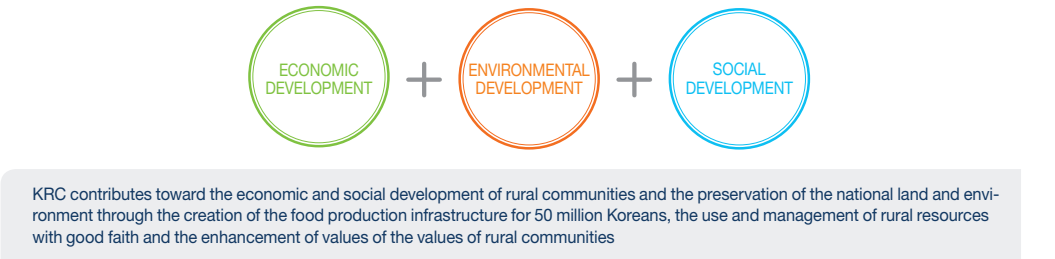 ECONOMIC
DEVELOPMENT
+
ENVIRONMENTAL
DEVELOPMENT
+
SOCIAL
DEVELOPMENT
KRC contributes toward the economic and social development of rural communities and the preservation of the national land and envi-
ronment through the creation of the food production infrastructure for 50 million Koreans, the use and management of rural resources
with good faith and the enhancement of values of the values of rural communities